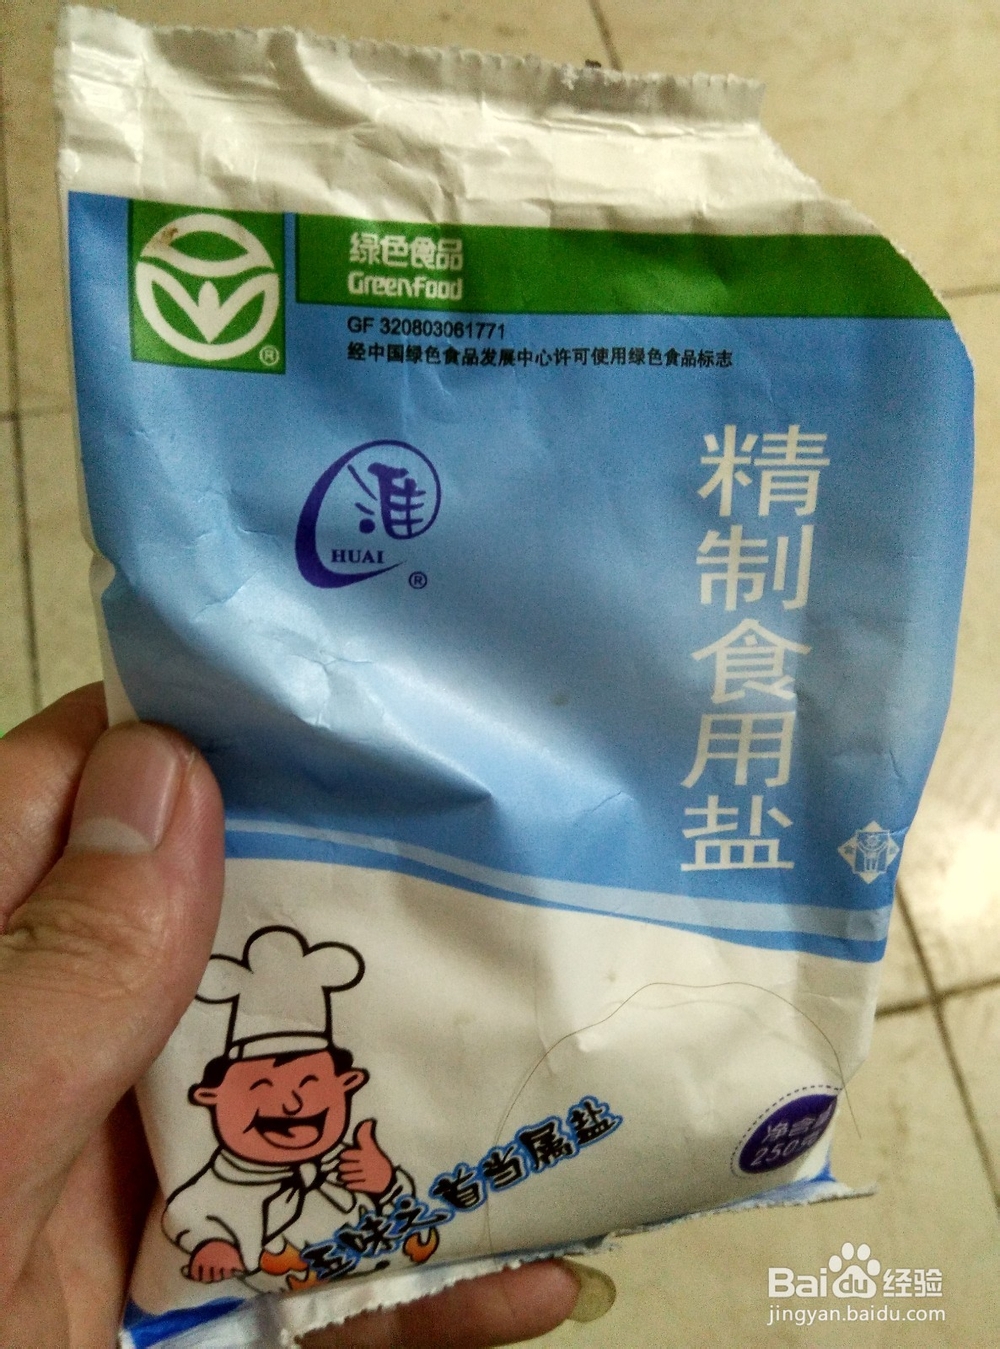 绿色食品
GreenFood
GF 320803061771
经中国绿色食品发展中心许可使用绿色食品标志
®
淮
HUAI
®
精制食用盐
五味之首当属盐
净含量
250g
Baidu经验
jingyan.baidu.com